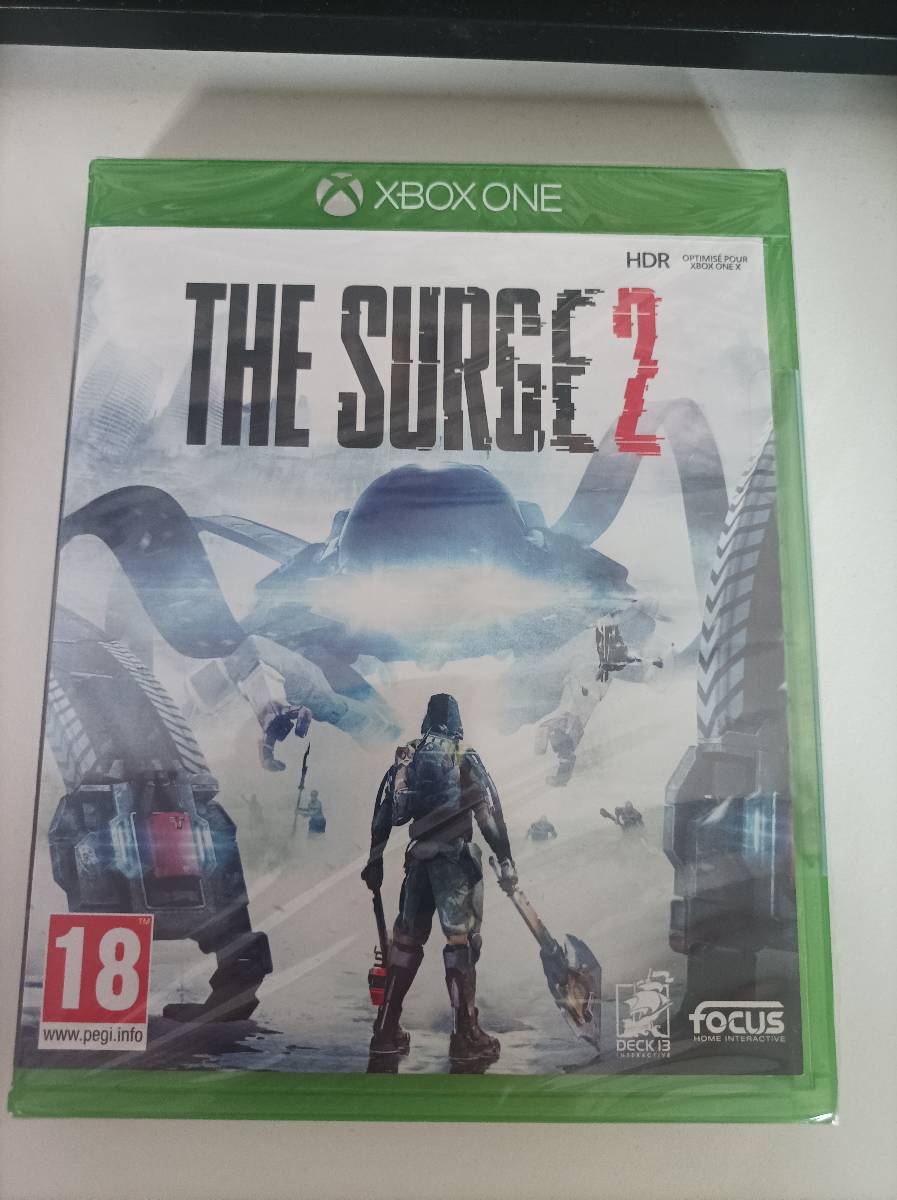 XBOX ONE
HDR
OPTIMISÉ POUR
XBOX ONE X
THE SURGE 2
18
TM
www.pegi.info
DECK 13
INTERACTIVE
FOCUS
HOME INTERACTIVE